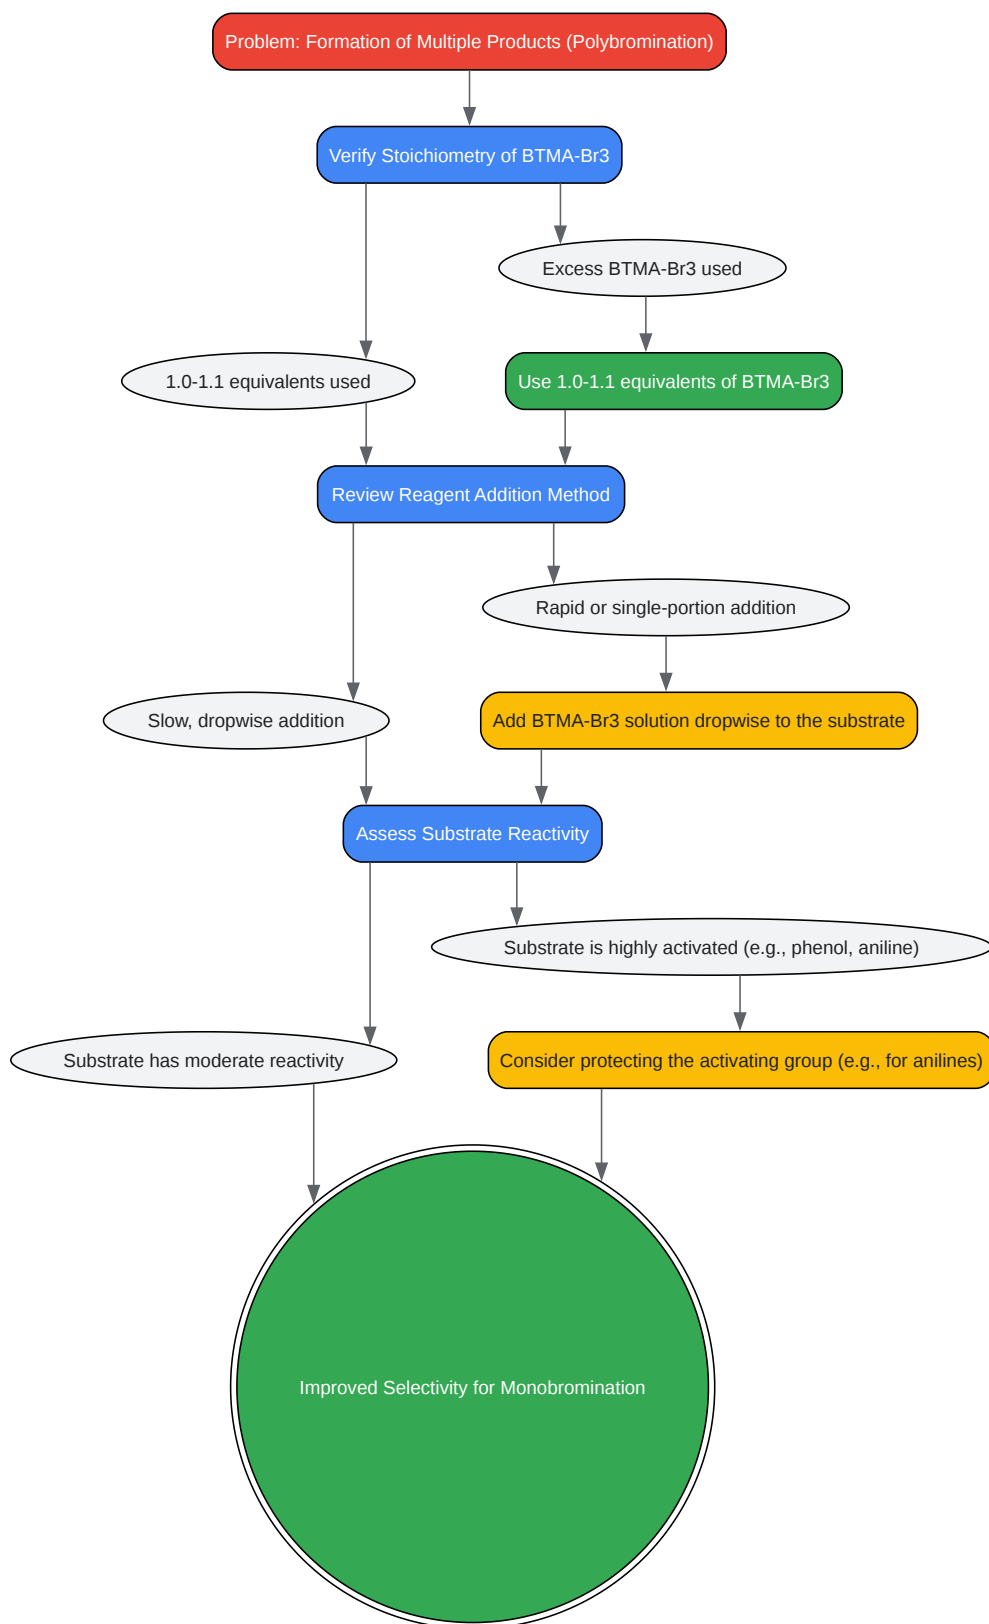 Problem: Formation of Multiple Products (Polybromination)
Verify Stoichiometry of BTMA-Br3
Excess BTMA-Br3 used
1.0-1.1 equivalents used
Use 1.0-1.1 equivalents of BTMA-Br3
Review Reagent Addition Method
Rapid or single-portion addition
Slow, dropwise addition
Add BTMA-Br3 solution dropwise to the substrate
Assess Substrate Reactivity
Substrate is highly activated (e.g., phenol, aniline)
Substrate has moderate reactivity
Consider protecting the activating group (e.g., for anilines)
Improved Selectivity for Monobromination